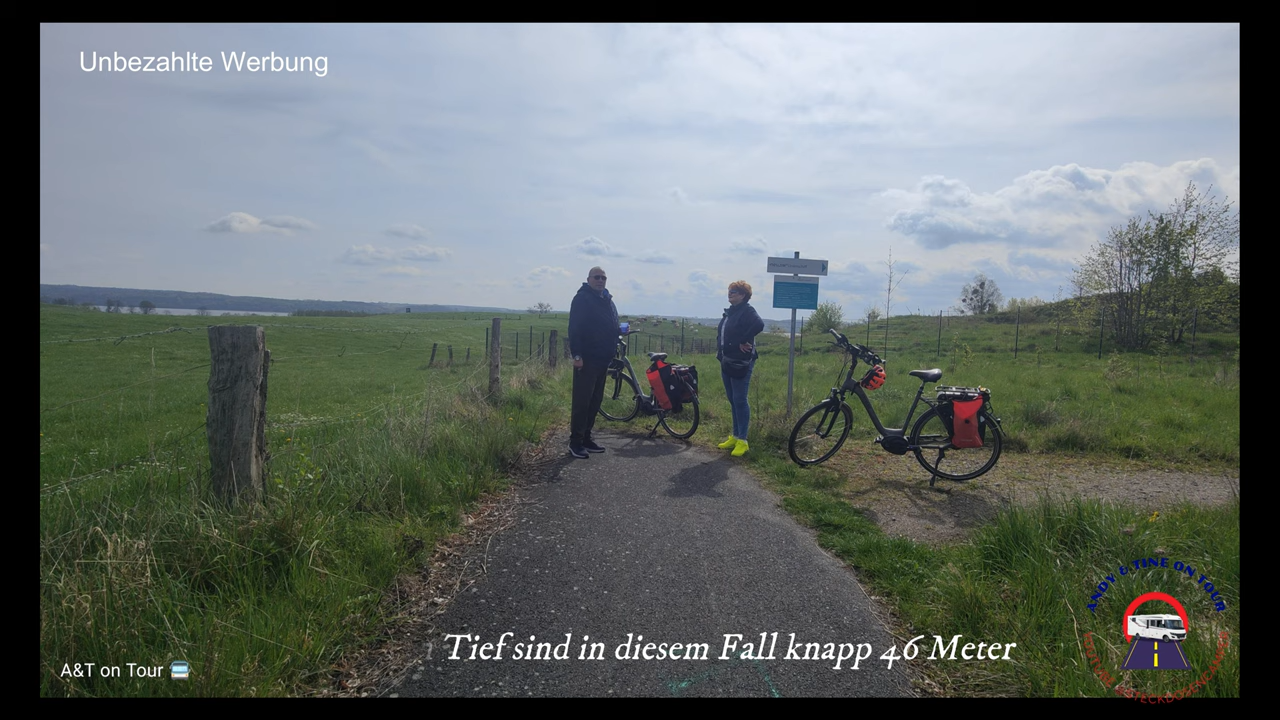 Unbezahlte Werbung
Tief sind in diesem Fall knapp 46 Meter
A&T on Tour
ANDY & TINE ON TOUR